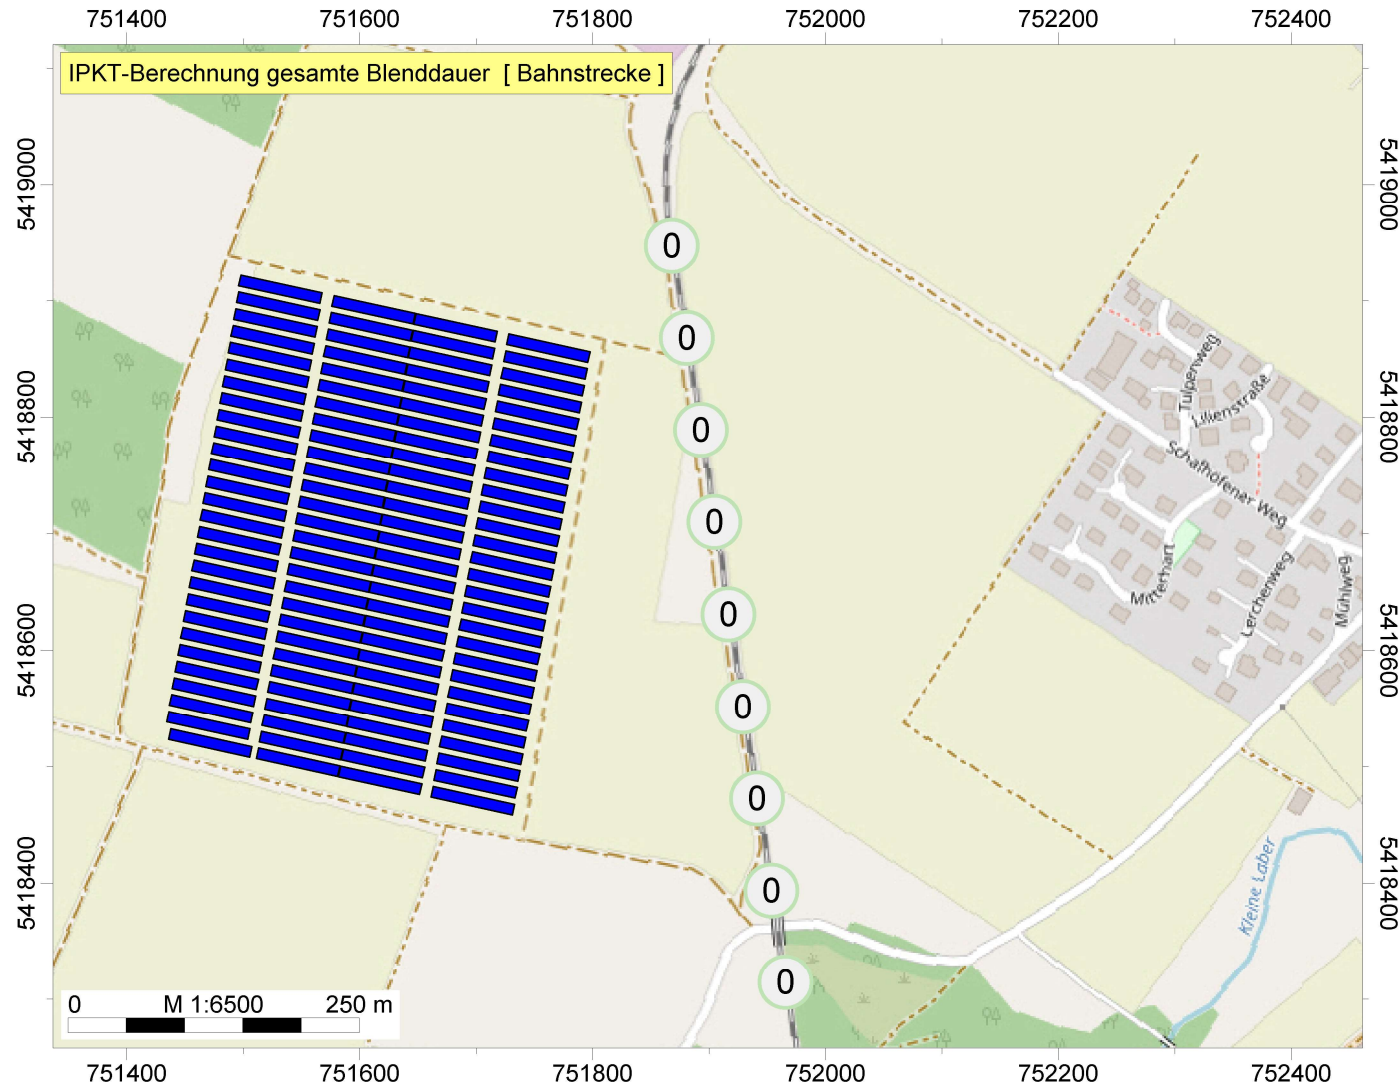 751400 751600 751800 752000 752200 752400
IPKT-Berechnung gesamte Blenddauer [ Bahnstrecke ]
5419000
5419000
0
0
Tulpenweg
Lilienstraße
5418800
5418800
0
Schafhöfener Weg
0
Mitterhart
Lerchenweg
Mühlweg
0
5418600
5418600
0
0
Kleine Laber
5418400
5418400
0
0
0 M 1:6500 250 m
751400 751600 751800 752000 752200 752400